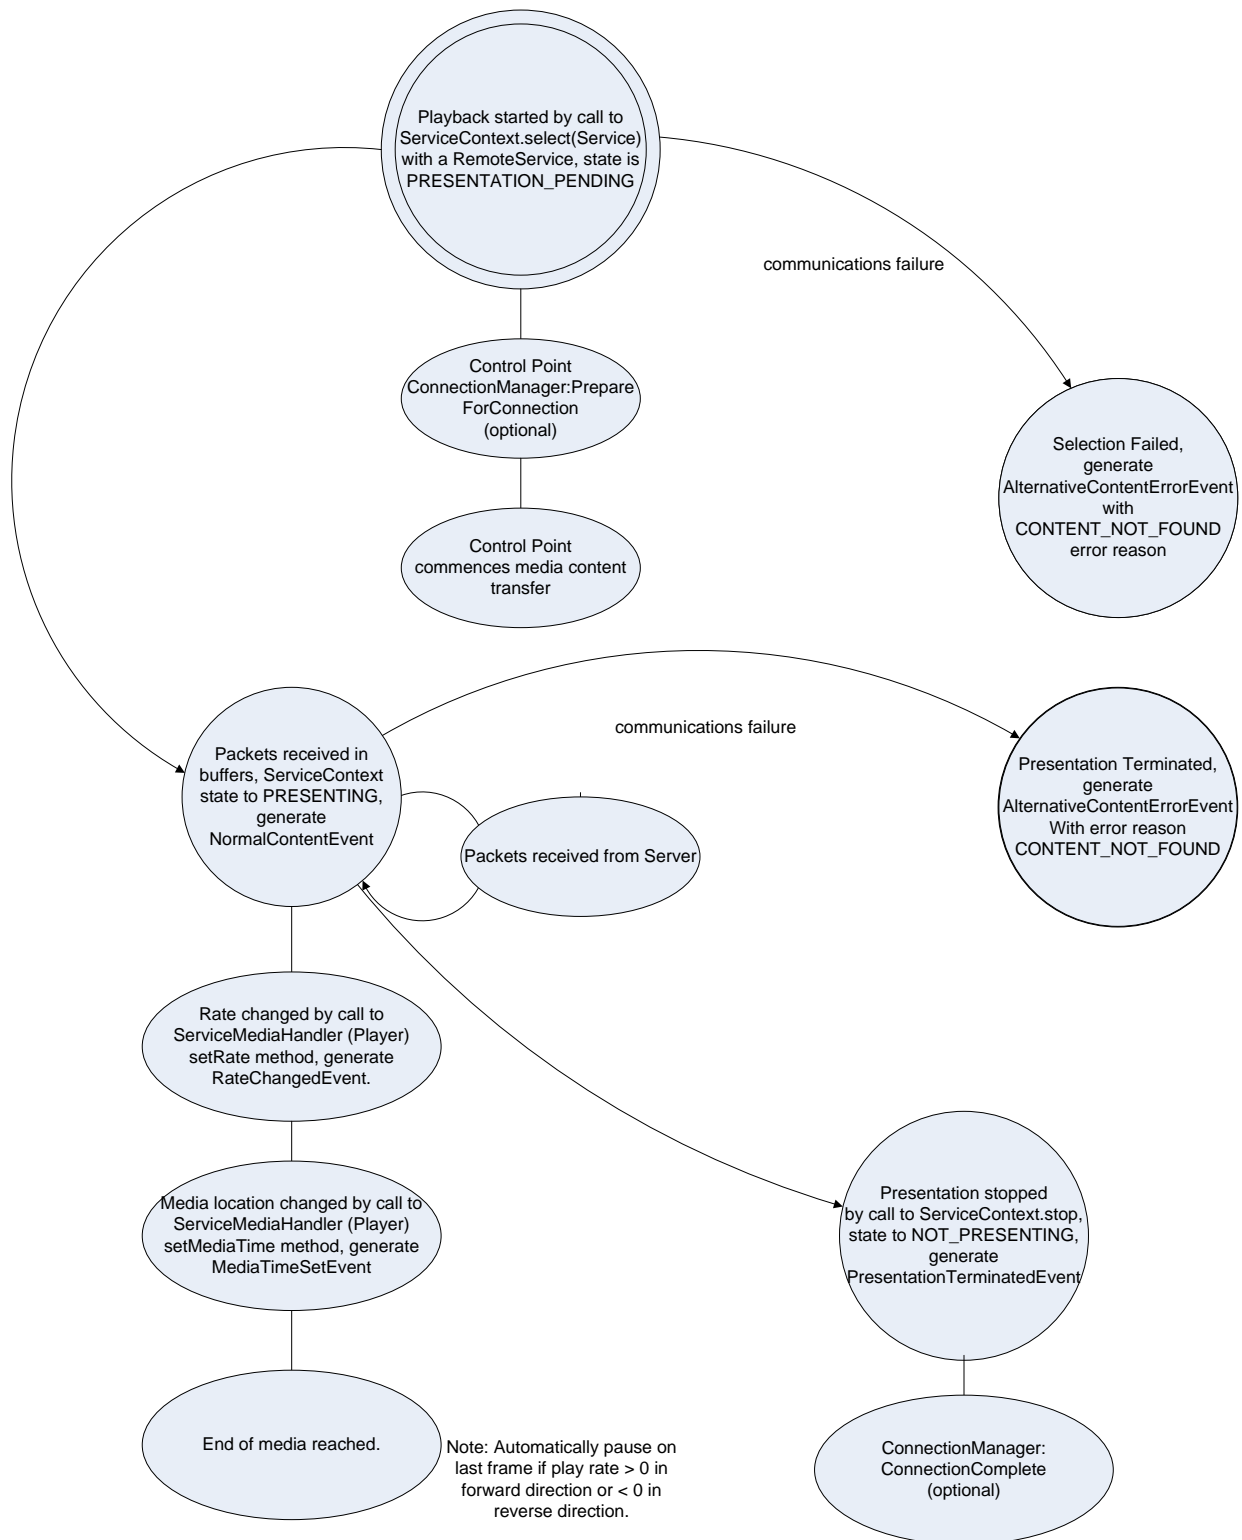 Playback started by call to
ServiceContext.select(Service)
with a RemoteService, state is
PRESENTATION_PENDING
communications failure
Control Point
ConnectionManager:Prepare
ForConnection
(optional)
Selection Failed,
generate
AlternativeContentErrorEvent
with
CONTENT_NOT_FOUND
error reason
Control Point
commences media content
transfer
communications failure
Packets received in
buffers, ServiceContext
state to PRESENTING,
generate
NormalContentEvent
Presentation Terminated,
generate
AlternativeContentErrorEvent
With error reason
CONTENT_NOT_FOUND
Packets received from Server
Rate changed by call to
ServiceMediaHandler (Player)
setRate method, generate
RateChangedEvent.
Media location changed by call to
ServiceMediaHandler (Player)
setMediaTime method, generate
MediaTimeSetEvent
Presentation stopped
by call to ServiceContext.stop,
state to NOT_PRESENTING,
generate
PresentationTerminatedEvent
End of media reached.
Note: Automatically pause on
last frame if play rate > 0 in
forward direction or < 0 in
reverse direction.
ConnectionManager:
ConnectionComplete
(optional)